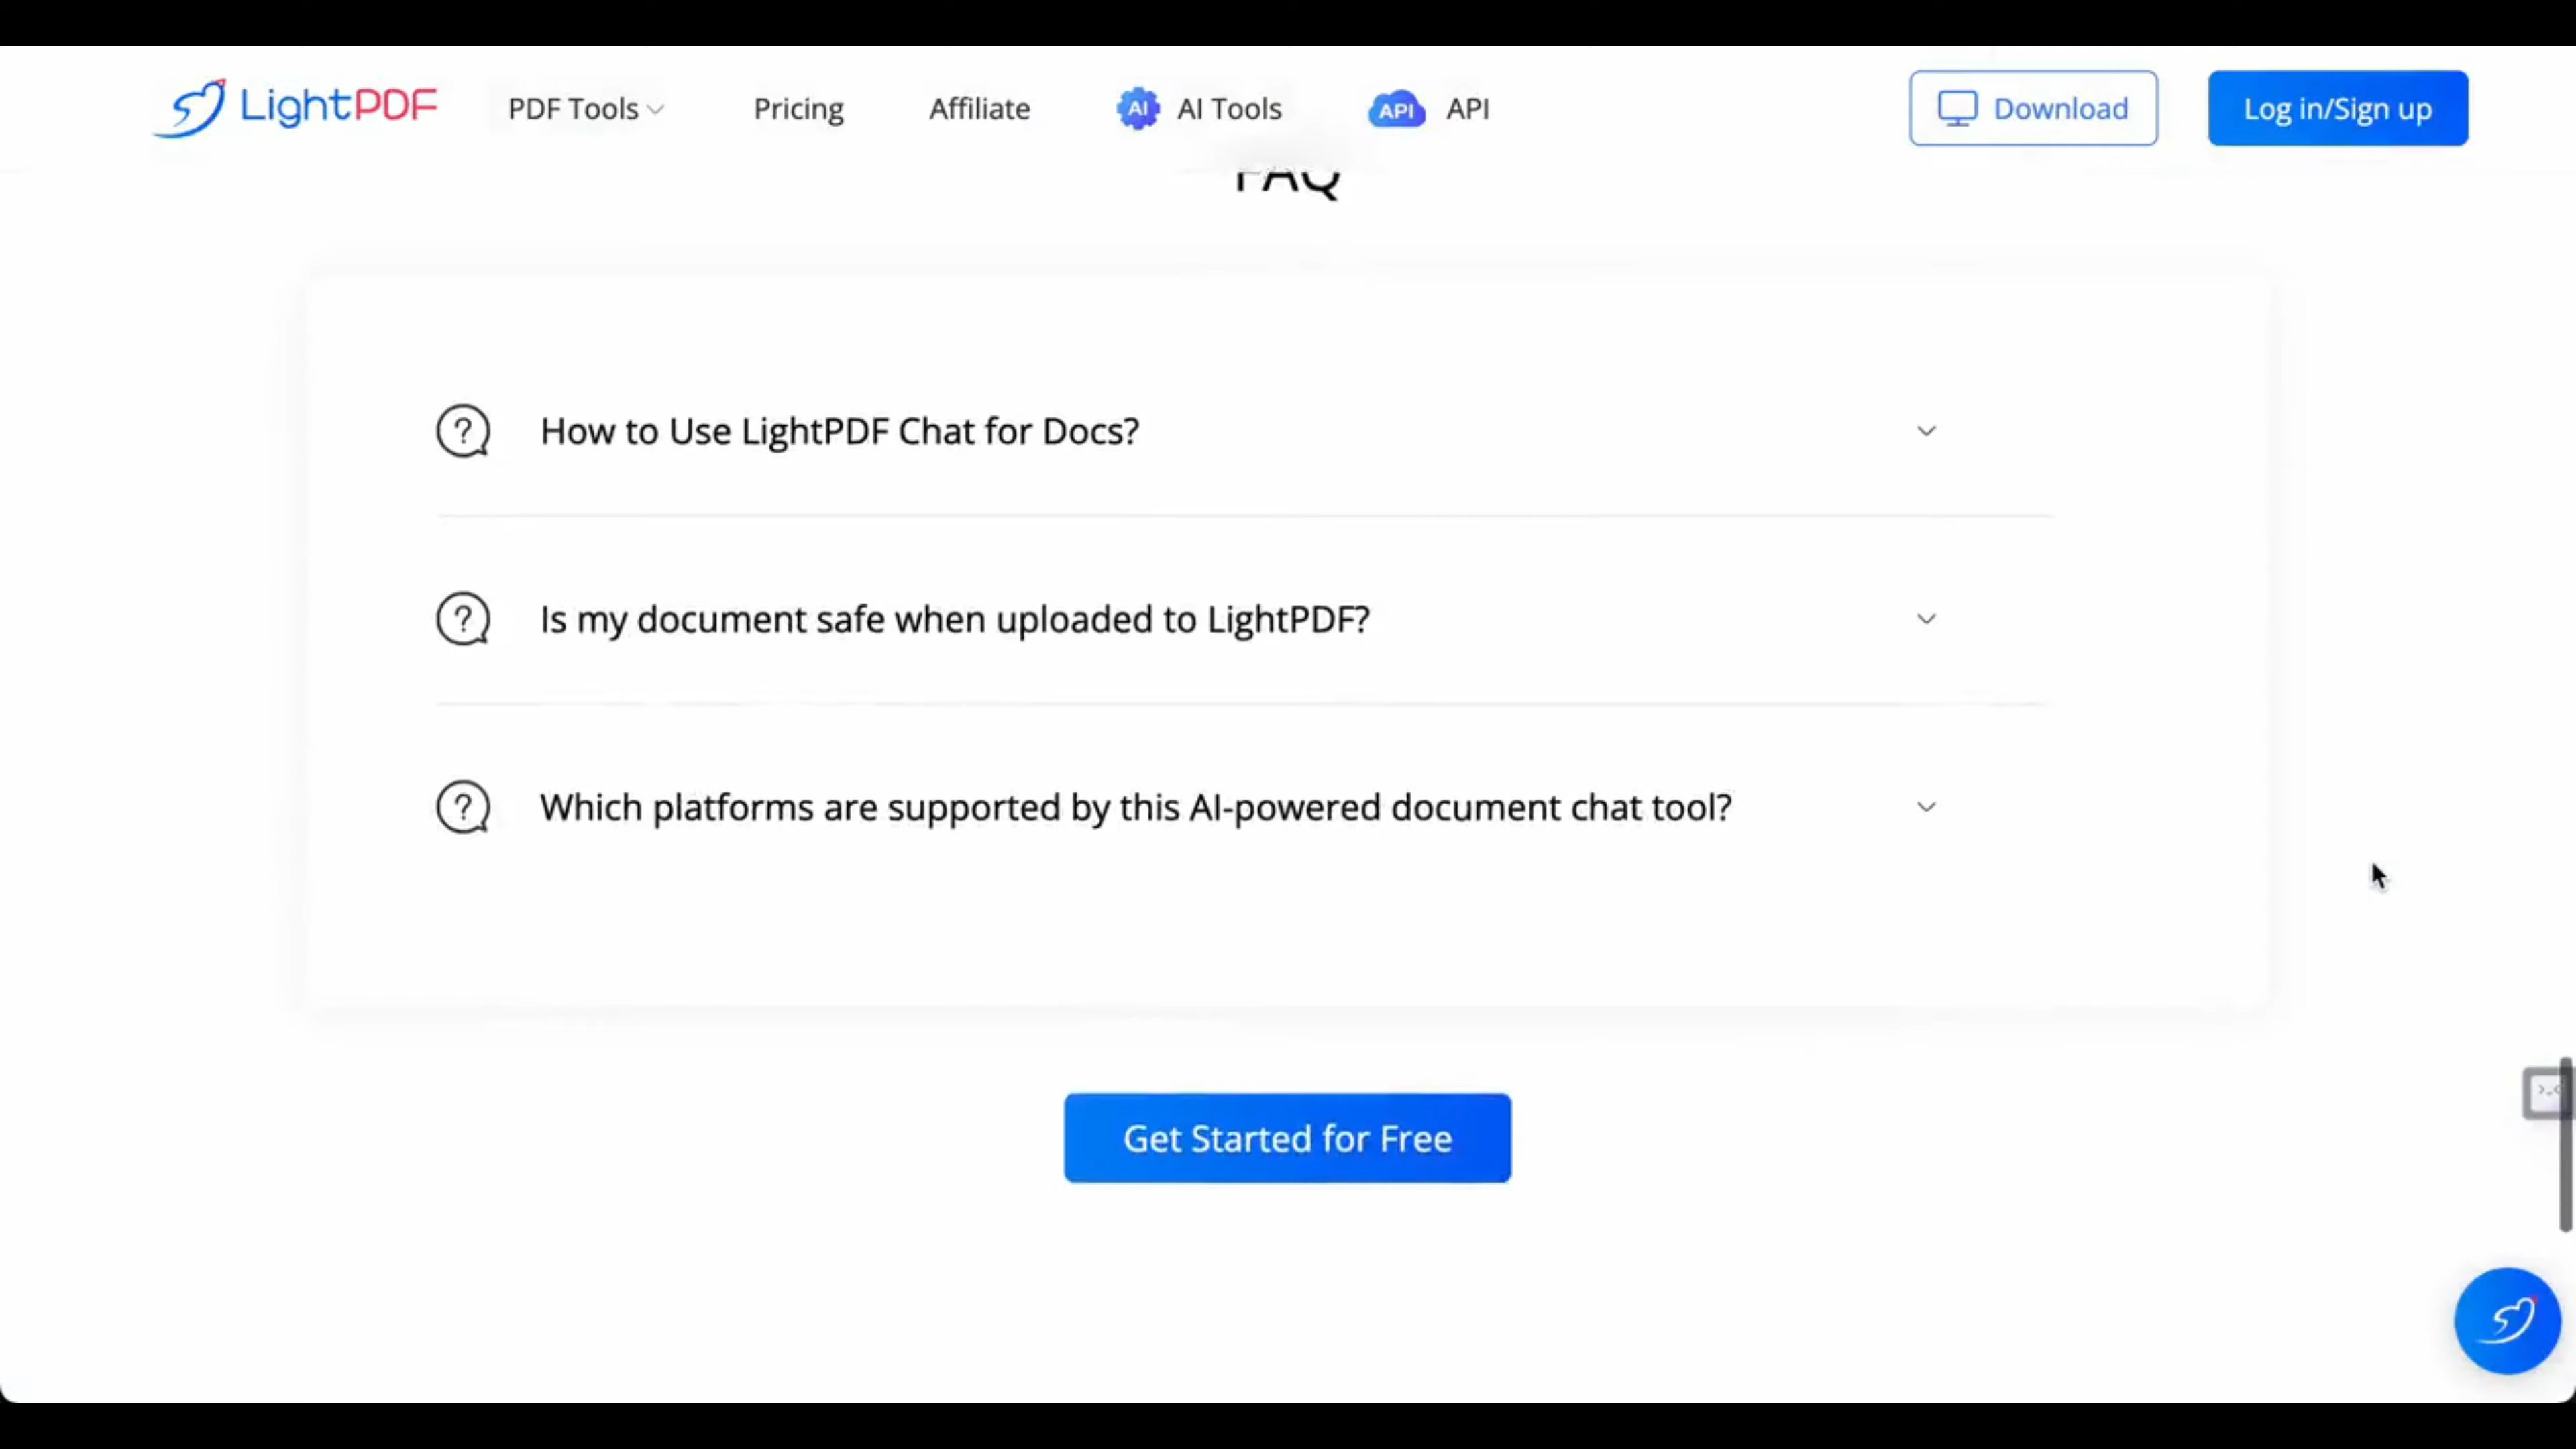 LightPDF PDF Tools Pricing Affiliate AI AI Tools API API Download Log in/Sign up
FAQ
? How to Use LightPDF Chat for Docs?
? Is my document safe when uploaded to LightPDF?
? Which platforms are supported by this AI-powered document chat tool?
Get Started for Free